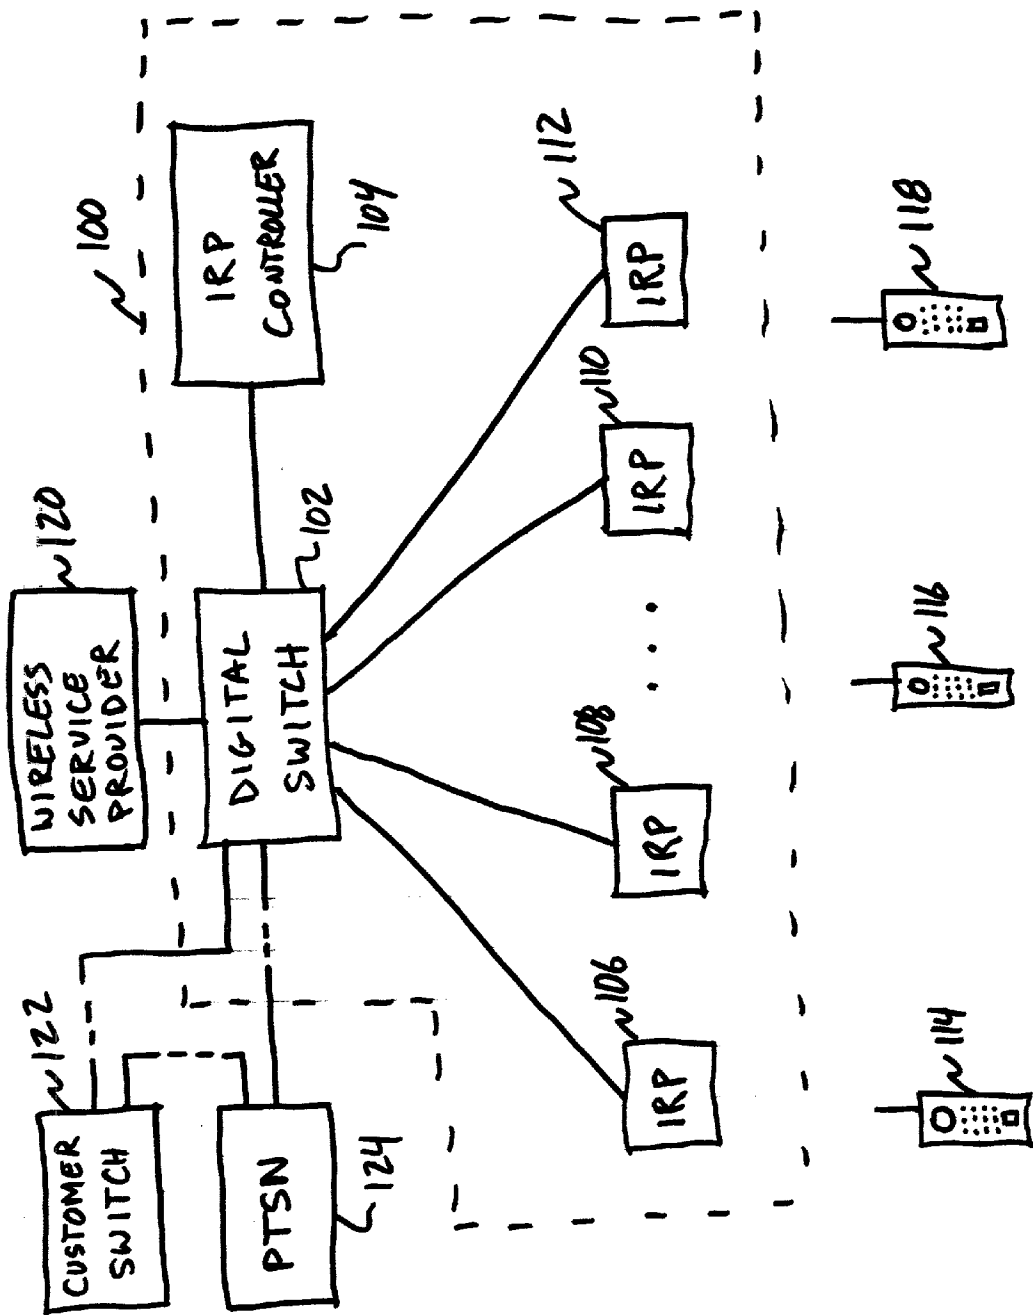 CUSTOMER
SWITCH
122
PTSN
124
WIRELESS
SERVICE
PROVIDER
120
100
DIGITAL
SWITCH
102
IRP
CONTROLLER
104
IRP
106
IRP
108
IRP
110
IRP
112
114
116
118